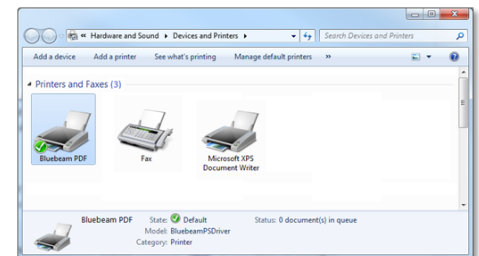 « Hardware and Sound ▸ Devices and Printers ▸ Search Devices and Printers
Add a device Add a printer See what's printing Manage default printers »
Printers and Faxes (3)
Bluebeam PDF Fax Microsoft XPS
Document Writer
Bluebeam PDF State: Default Status: 0 document(s) in queue
Model: BluebeamPSDriver
Category: Printer